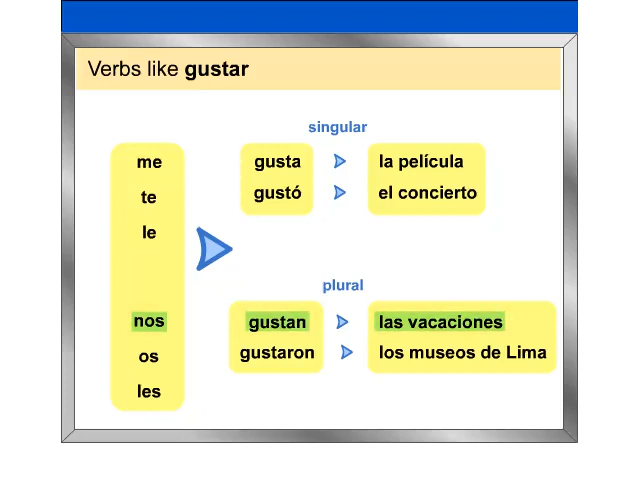 Verbs like gustar
me
te
le
nos
os
les
singular
gusta la película
gustó el concierto
plural
gustan las vacaciones
gustaron los museos de Lima